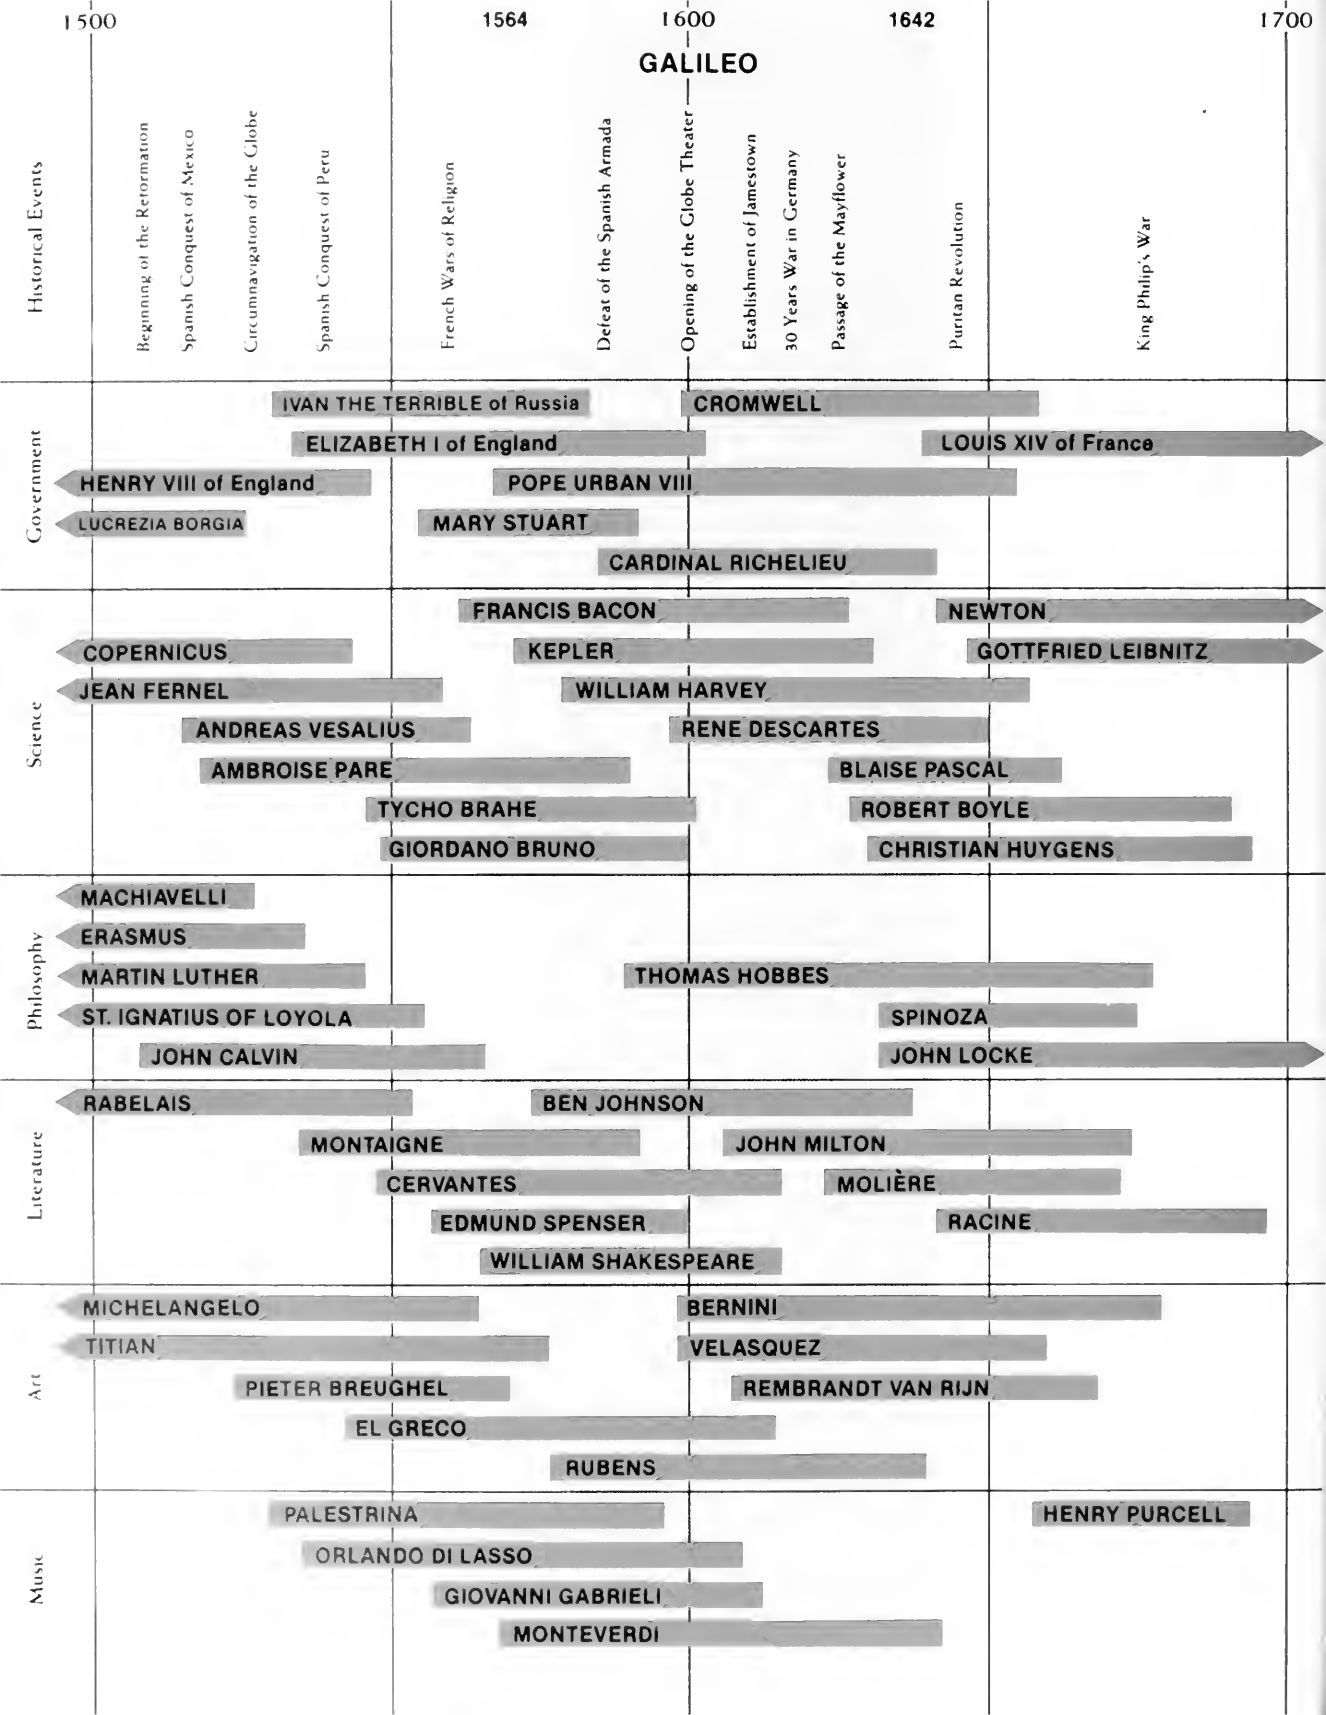 1500 1564 1600 1642 1700
GALILEO
Historical Events
Beginning of the Reformation
Spanish Conquest of Mexico
Circumnavigation of the Globe
Spanish Conquest of Peru
French Wars of Religion
Defeat of the Spanish Armada
Opening of the Globe Theater
Establishment of Jamestown
30 Years War in Germany
Passage of the Mayflower
Puritan Revolution
King Philip's War
Government
IVAN THE TERRIBLE of Russia CROMWELL
ELIZABETH I of England LOUIS XIV of France
HENRY VIII of England POPE URBAN VIII
LUCREZIA BORGIA MARY STUART
CARDINAL RICHELIEU
Science
FRANCIS BACON NEWTON
COPERNICUS KEPLER GOTTFRIED LEIBNITZ
JEAN FERNEL WILLIAM HARVEY
ANDREAS VESALIUS RENE DESCARTES
AMBROISE PARE BLAISE PASCAL
TYCHO BRAHE ROBERT BOYLE
GIORDANO BRUNO CHRISTIAN HUYGENS
Philosophy
MACHIAVELLI
ERASMUS
MARTIN LUTHER THOMAS HOBBES
ST. IGNATIUS OF LOYOLA SPINOZA
JOHN CALVIN JOHN LOCKE
Literature
RABELAIS BEN JOHNSON
MONTAIGNE JOHN MILTON
CERVANTES MOLIÈRE
EDMUND SPENSER RACINE
WILLIAM SHAKESPEARE
Art
MICHELANGELO BERNINI
TITIAN VELASQUEZ
PIETER BREUGHEL REMBRANDT VAN RIJN
EL GRECO
RUBENS
Music
PALESTRINA HENRY PURCELL
ORLANDO DI LASSO
GIOVANNI GABRIELI
MONTEVERDI